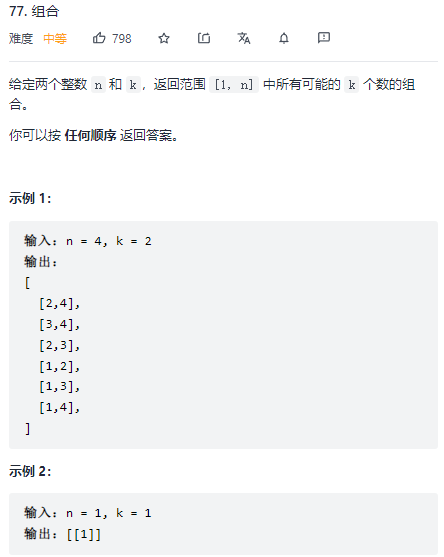 77. 组合
难度 中等 798
给定两个整数 n 和 k，返回范围 [1, n] 中所有可能的 k 个数的组
合。
你可以按 任何顺序 返回答案。
示例 1：
输入：n = 4, k = 2
输出：
[
[2,4],
[3,4],
[2,3],
[1,2],
[1,3],
[1,4],
]
示例 2：
输入：n = 1, k = 1
输出：[[1]]